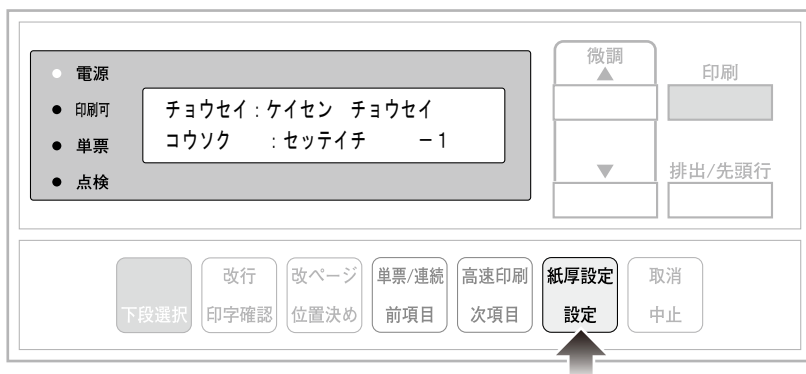 電源
印刷可
単票
点検
チョウセイ:ケイセン チョウセイ
コウソク :セッテイチ -1
微調
▲
▼
印刷
排出/先頭行
下段選択
改行
印字確認
改ページ
位置決め
単票/連続
前項目
高速印刷
次項目
紙厚設定
設定
取消
中止